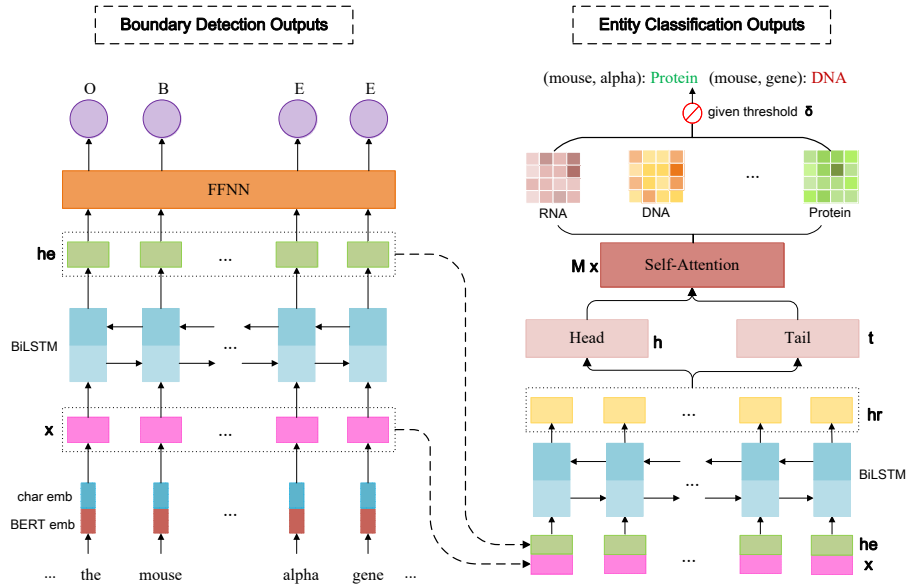 Boundary Detection Outputs
O B E E
FFNN
he
...
BiLSTM
...
x
...
char emb
BERT emb
...
... the mouse alpha gene ...
Entity Classification Outputs
(mouse, alpha): Protein (mouse, gene): DNA
given threshold δ
...
RNA DNA Protein
M x Self-Attention
Head h Tail t
... hr
BiLSTM
...
he
... x